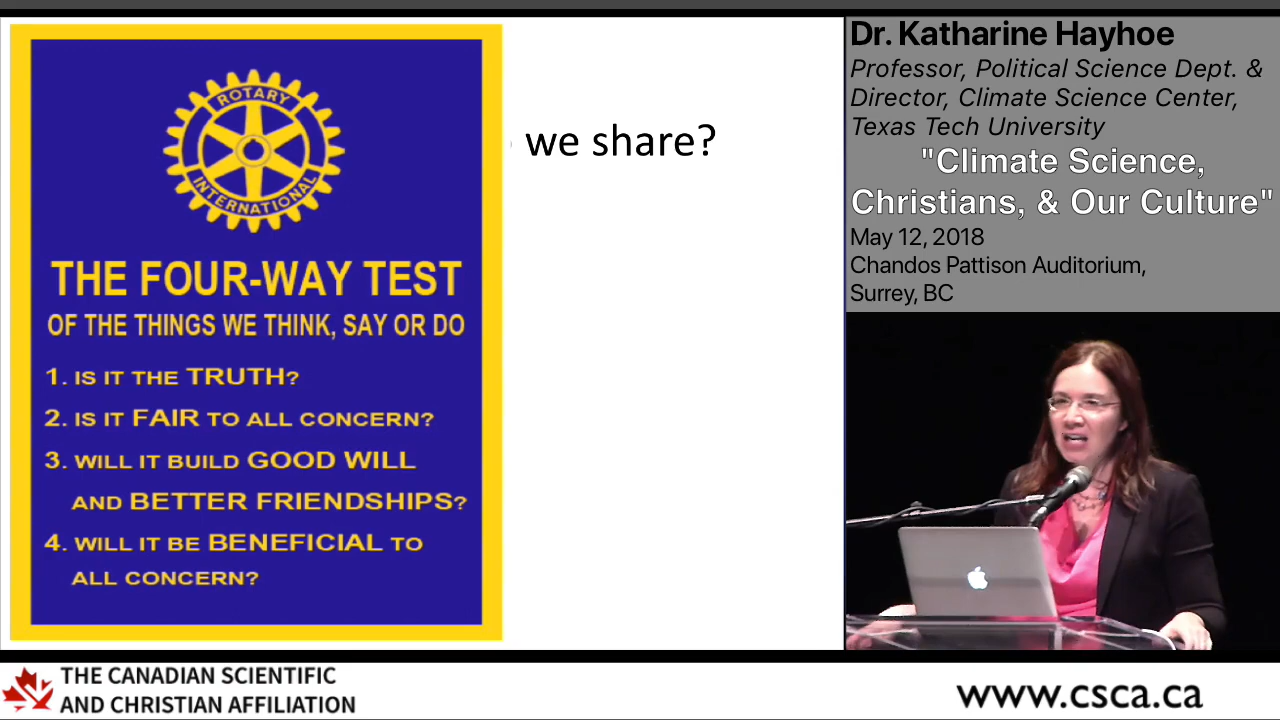 ROTARY
INTERNATIONAL
THE FOUR-WAY TEST
OF THE THINGS WE THINK, SAY OR DO
1. IS IT THE TRUTH?
2. IS IT FAIR TO ALL CONCERN?
3. WILL IT BUILD GOOD WILL
AND BETTER FRIENDSHIPS?
4. WILL IT BE BENEFICIAL TO
ALL CONCERN?
we share?
Dr. Katharine Hayhoe
Professor, Political Science Dept. &
Director, Climate Science Center,
Texas Tech University
"Climate Science,
Christians, & Our Culture"
May 12, 2018
Chandos Pattison Auditorium,
Surrey, BC
THE CANADIAN SCIENTIFIC
AND CHRISTIAN AFFILIATION
www.csca.ca